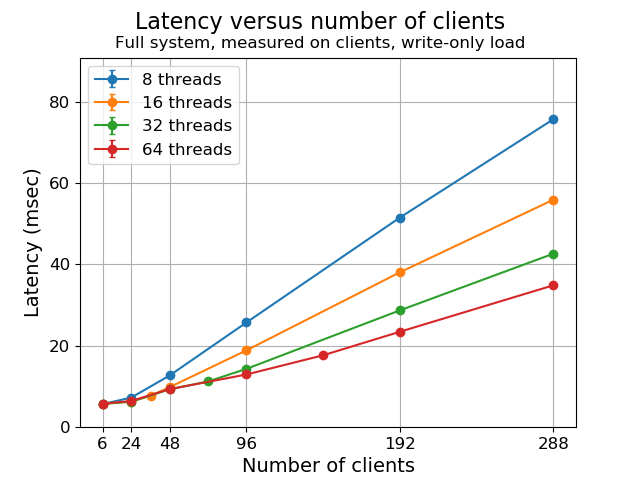 Latency versus number of clients
Full system, measured on clients, write-only load
8 threads
16 threads
32 threads
64 threads
80
60
40
20
0
Latency (msec)
6 24 48 96 192 288
Number of clients